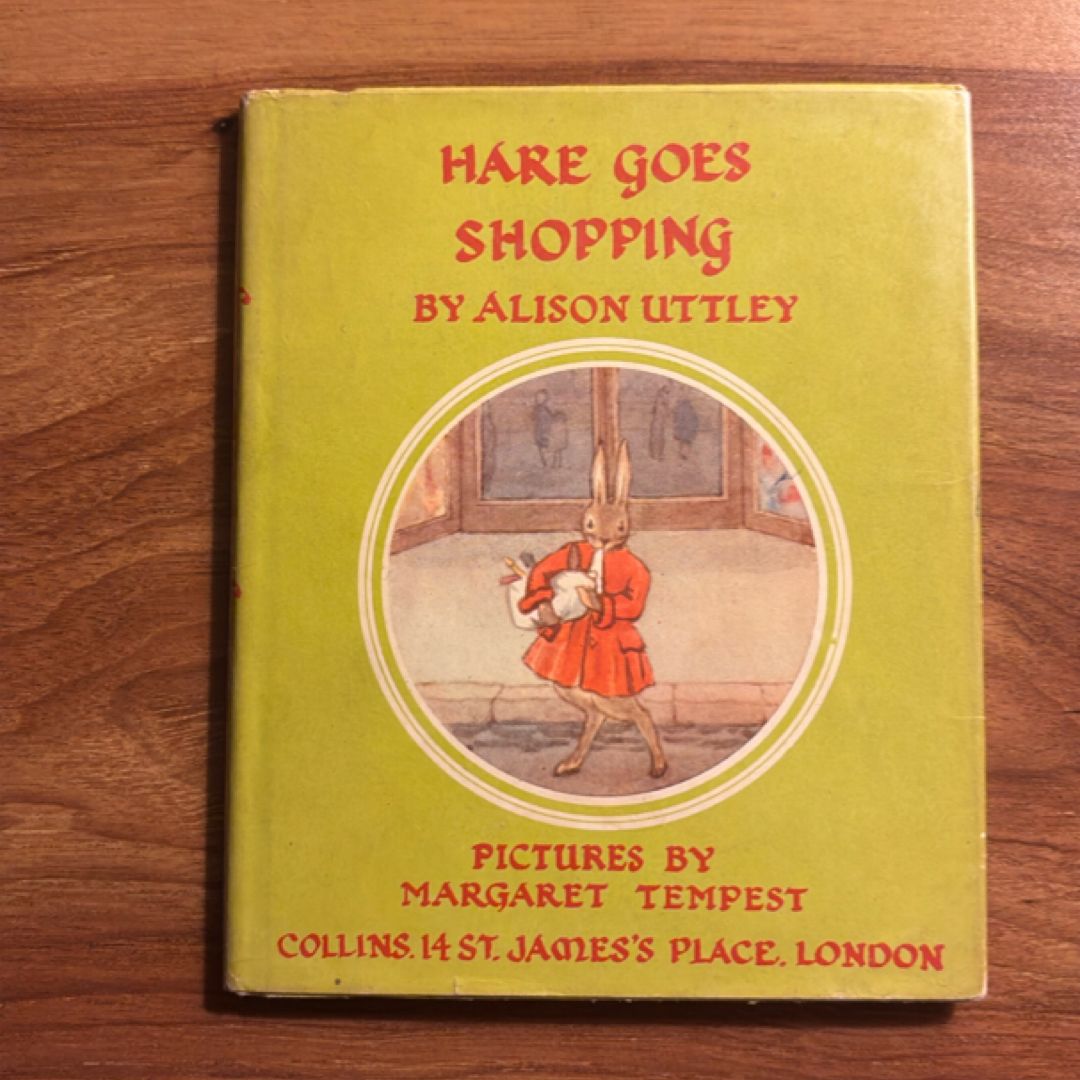 HARE GOES
SHOPPING
BY ALISON UTTLEY
PICTURES BY
MARGARET TEMPEST
COLLINS. 14 ST. JAMES'S PLACE. LONDON